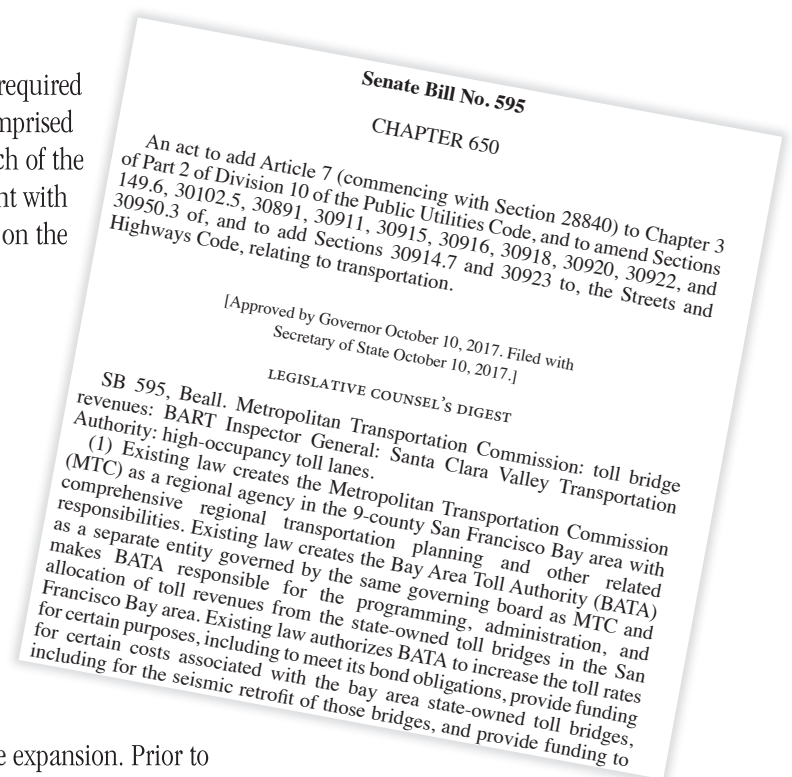 required
mprised
ch of the
nt with
on the
Senate Bill No. 595
CHAPTER 650
An act to add Article 7 (commencing with Section 28840) to Chapter 3
of Part 2 of Division 10 of the Public Utilities Code, and to amend Sections
149.6, 30102.5, 30891, 30911, 30915, 30916, 30918, 30920, 30922, and
30950.3 of, and to add Sections 30914.7 and 30923 to, the Streets and
Highways Code, relating to transportation.
[Approved by Governor October 10, 2017. Filed with
Secretary of State October 10, 2017.]
LEGISLATIVE COUNSEL'S DIGEST
SB 595, Beall. Metropolitan Transportation Commission: toll bridge
revenues: BART Inspector General: Santa Clara Valley Transportation
Authority: high-occupancy toll lanes.
(1) Existing law creates the Metropolitan Transportation Commission
(MTC) as a regional agency in the 9-county San Francisco Bay area with
comprehensive regional transportation planning and other related
responsibilities. Existing law creates the Bay Area Toll Authority (BATA)
as a separate entity governed by the same governing board as MTC and
makes BATA responsible for the programming, administration, and
allocation of toll revenues from the state-owned toll bridges in the San
Francisco Bay area. Existing law authorizes BATA to increase the toll rates
for certain purposes, including to meet its bond obligations, provide funding
for certain costs associated with the bay area state-owned toll bridges,
including for the seismic retrofit of those bridges, and provide funding to
e expansion. Prior to